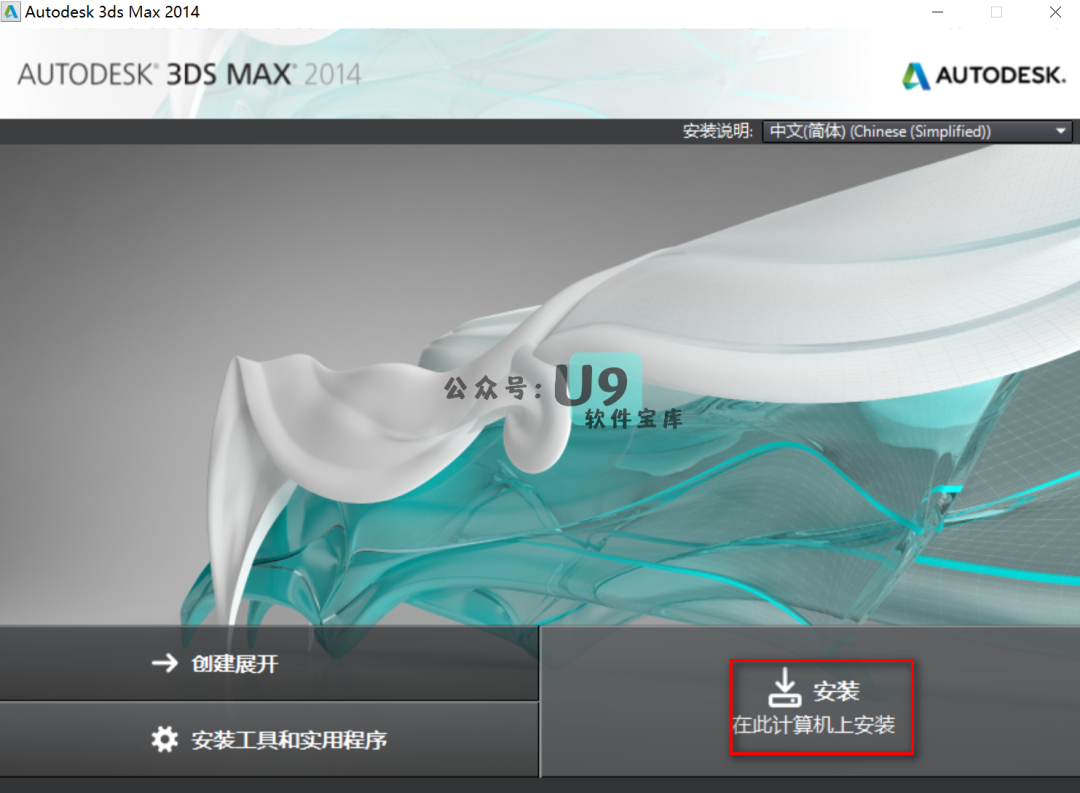 Autodesk 3ds Max 2014
AUTODESK® 3DS MAX® 2014
AUTODESK.
安装说明: 中文(简体) (Chinese (Simplified))
公众号: U9
软件宝库
创建展开
安装工具和实用程序
安装
在此计算机上安装